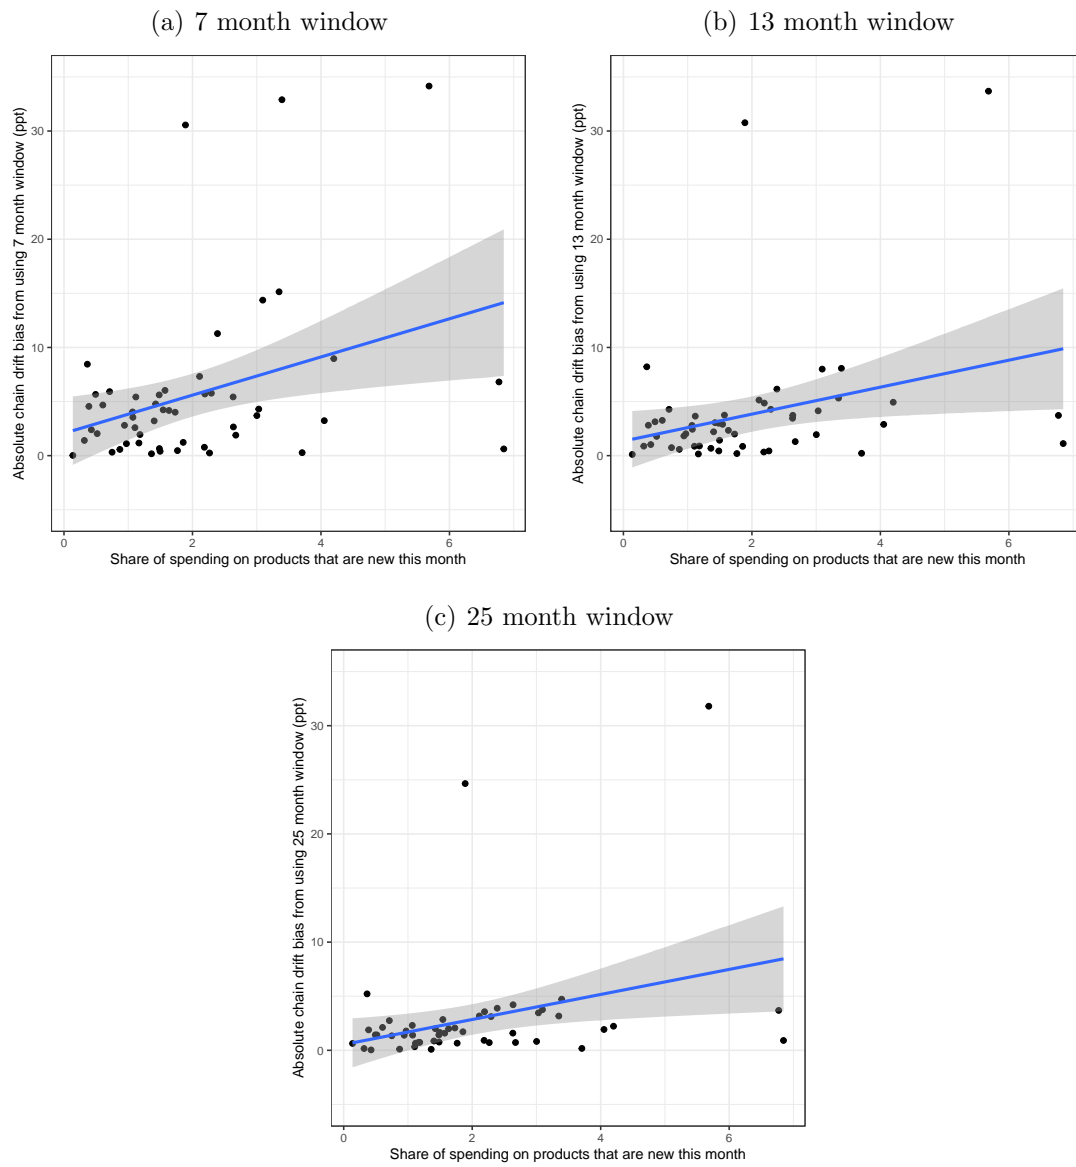 (a) 7 month window
Absolute chain drift bias from using 7 month window (ppt)
30
20
10
0
0 2 4 6
Share of spending on products that are new this month
(b) 13 month window
Absolute chain drift bias from using 13 month window (ppt)
30
20
10
0
0 2 4 6
Share of spending on products that are new this month
(c) 25 month window
Absolute chain drift bias from using 25 month window (ppt)
30
20
10
0
0 2 4 6
Share of spending on products that are new this month